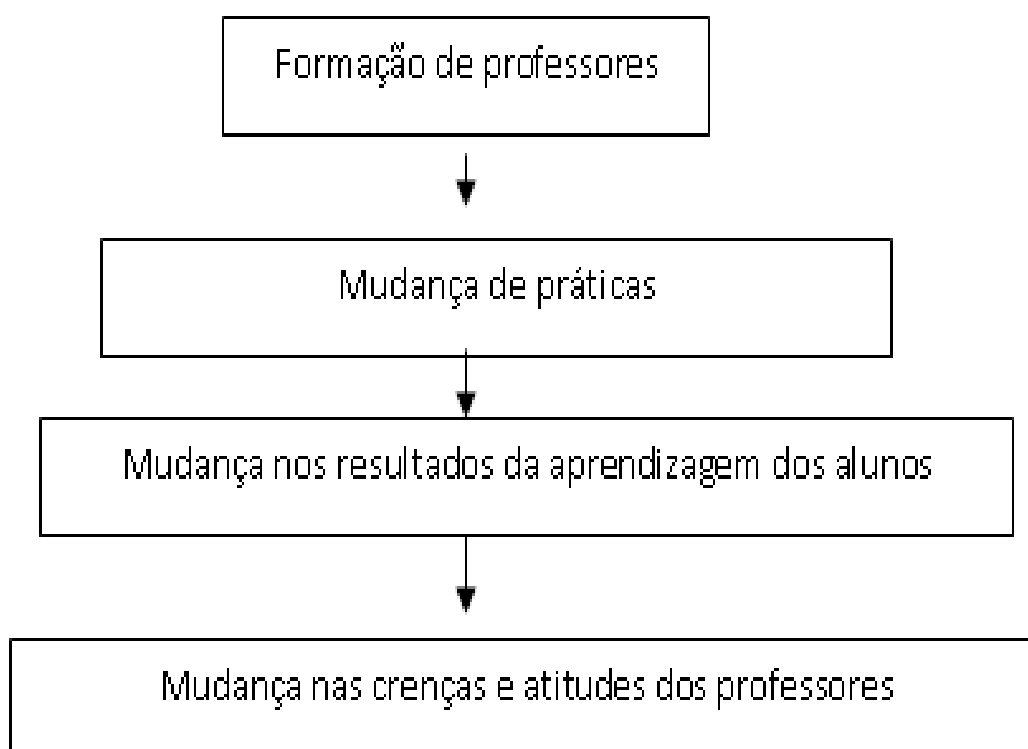 Formação de professores
Mudança de práticas
Mudança nos resultados da aprendizagem dos alunos
Mudança nas crenças e atitudes dos professores